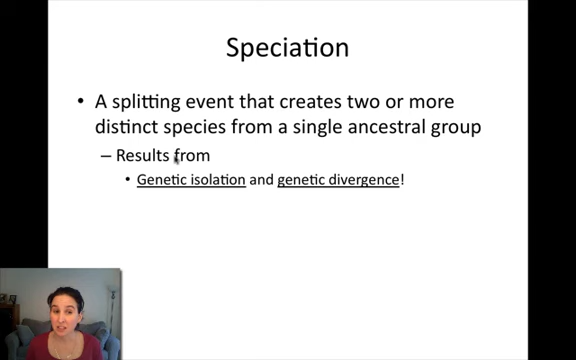 Speciation
• A splitting event that creates two or more
distinct species from a single ancestral group
– Results from
• Genetic isolation and genetic divergence!